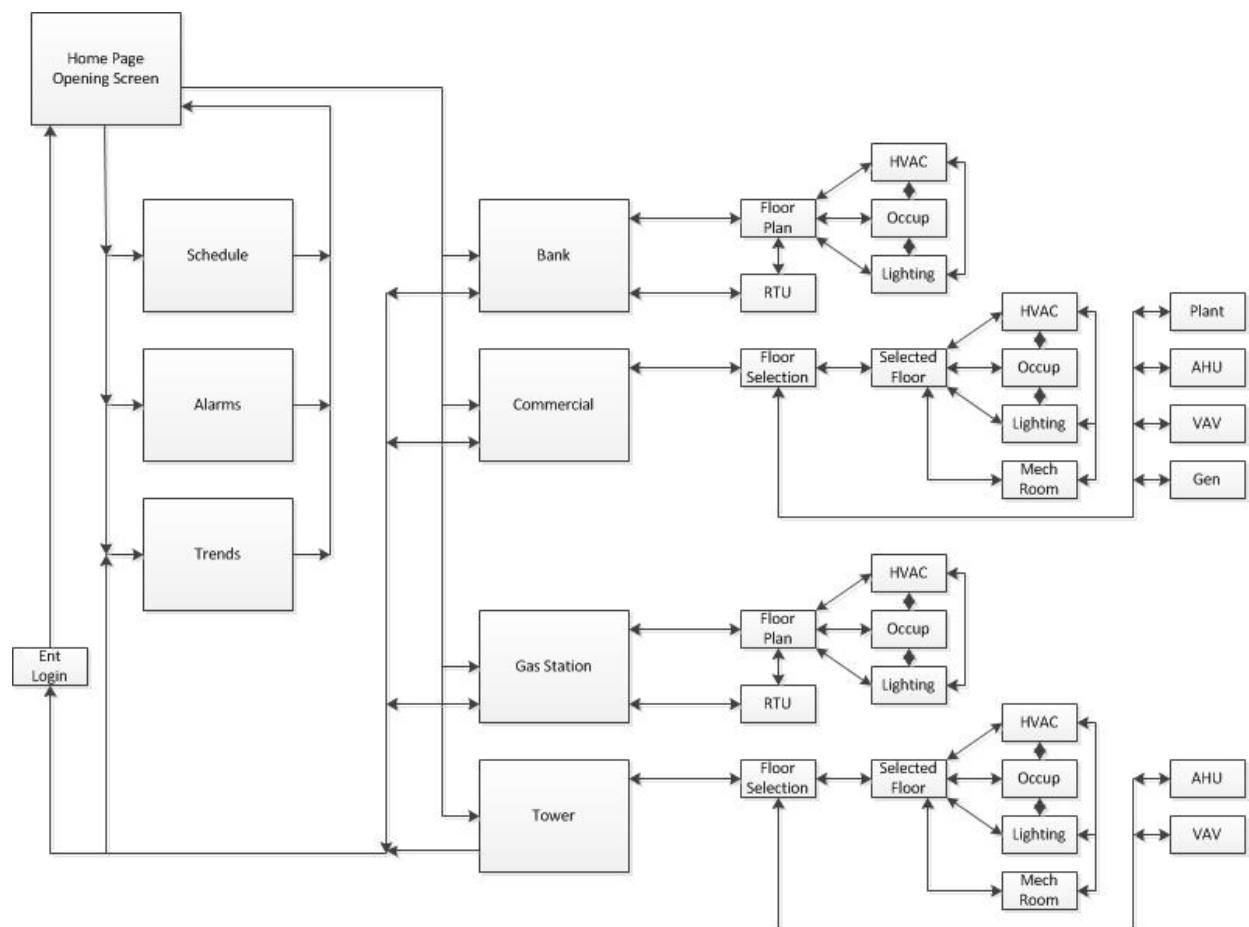 Home Page
Opening Screen
Schedule
Alarms
Trends
Ent
Login
Bank
Floor
Plan
RTU
HVAC
Occup
Lighting
Commercial
Floor
Selection
Selected
Floor
HVAC
Occup
Lighting
Mech
Room
Plant
AHU
VAV
Gen
Gas Station
Floor
Plan
RTU
HVAC
Occup
Lighting
Tower
Floor
Selection
Selected
Floor
HVAC
Occup
Lighting
Mech
Room
AHU
VAV